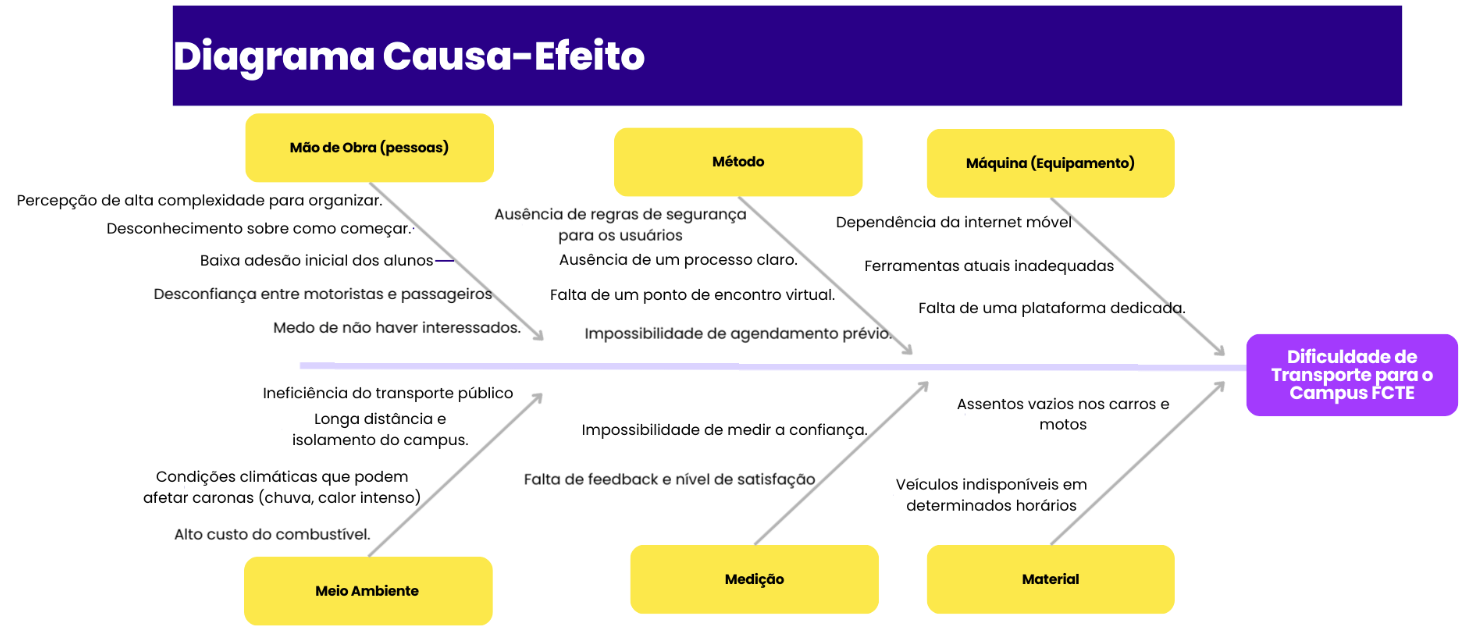 Diagrama Causa-Efeito
Mão de Obra (pessoas)
Percepção de alta complexidade para organizar.
Desconhecimento sobre como começar.
Baixa adesão inicial dos alunos
Desconfiança entre motoristas e passageiros
Medo de não haver interessados.
Método
Ausência de regras de segurança
para os usuários
Ausência de um processo claro.
Falta de um ponto de encontro virtual.
Impossibilidade de agendamento prévio.
Máquina (Equipamento)
Dependência da internet móvel
Ferramentas atuais inadequadas
Falta de uma plataforma dedicada.
Dificuldade de
Transporte para o
Campus FCTE
Ineficiência do transporte público
Longa distância e
isolamento do campus.
Condições climáticas que podem
afetar caronas (chuva, calor intenso)
Alto custo do combustível.
Meio Ambiente
Impossibilidade de medir a confiança.
Falta de feedback e nível de satisfação
Medição
Assentos vazios nos carros e
motos
Veículos indisponíveis em
determinados horários
Material